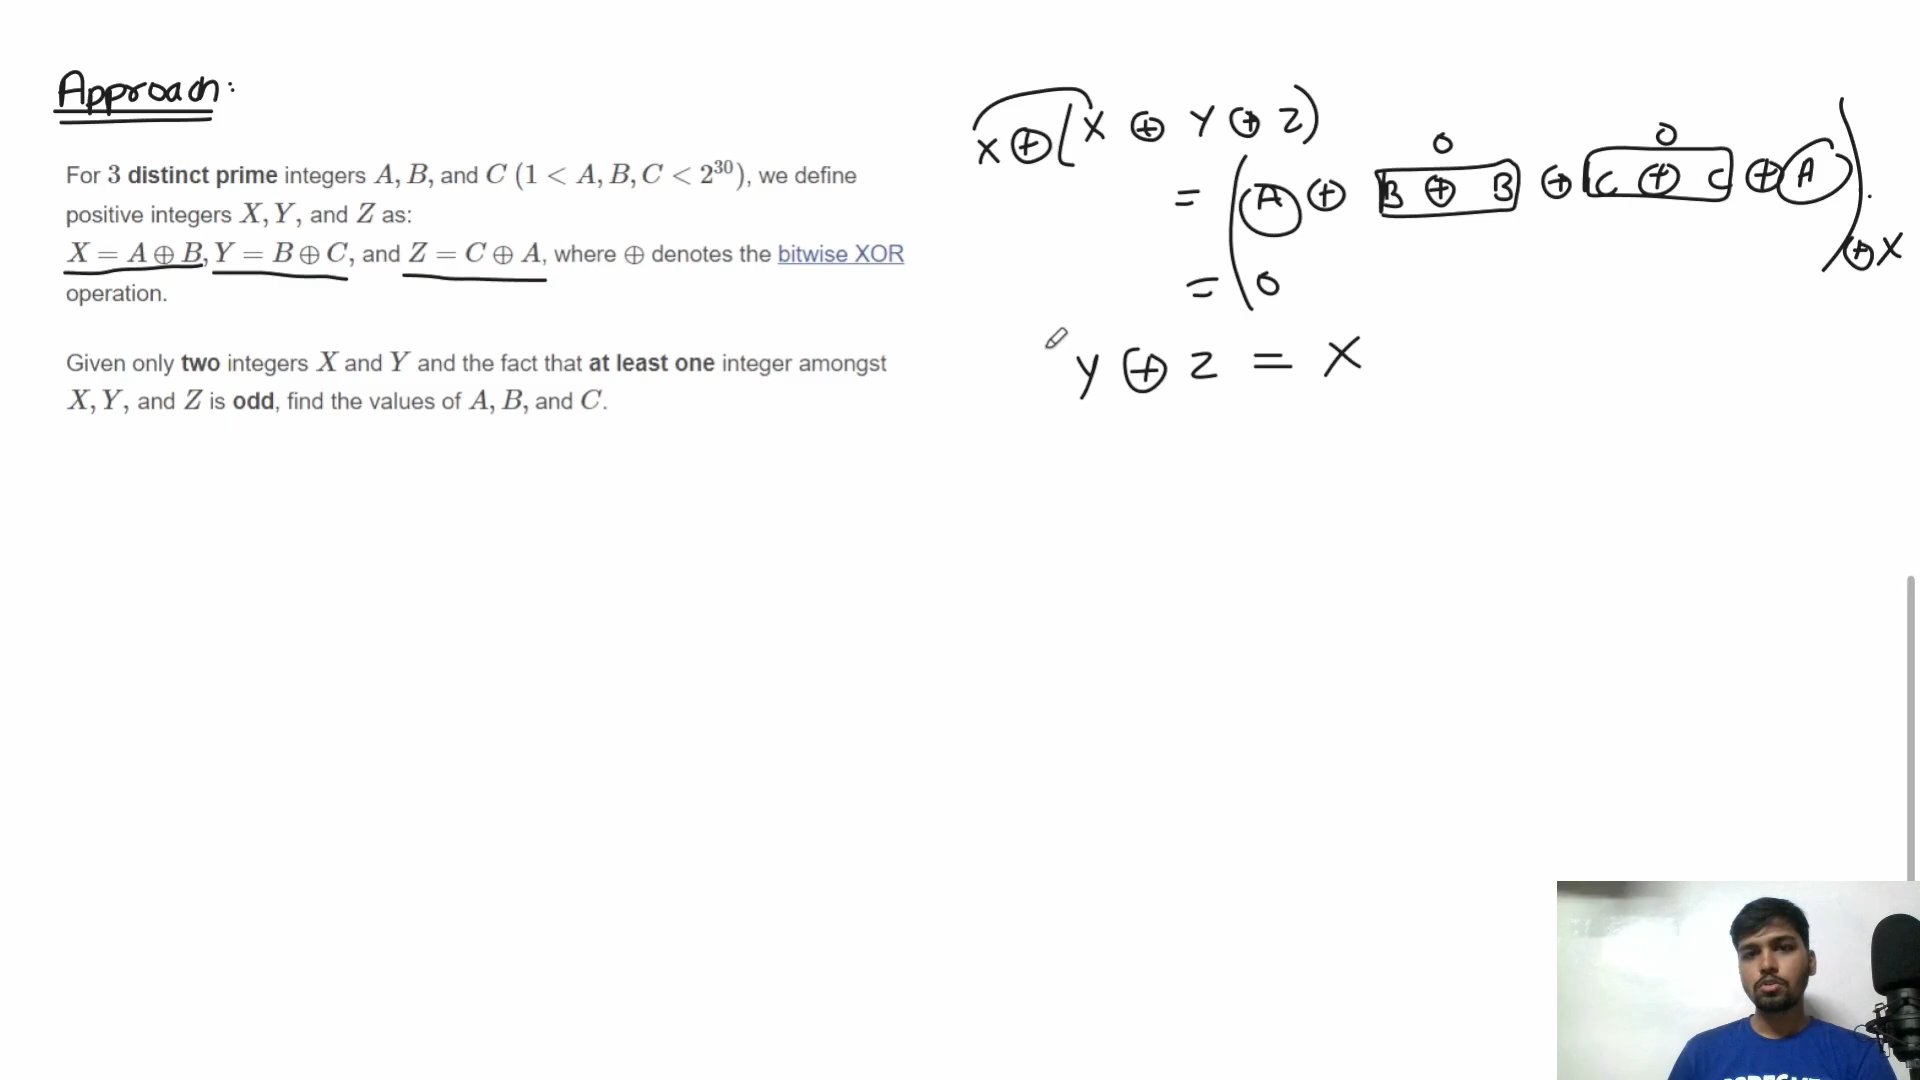 Approach:
For 3 distinct prime integers A, B, and C (1 < A, B, C < 2^30), we define
positive integers X, Y, and Z as:
X = A ⊕ B, Y = B ⊕ C, and Z = C ⊕ A, where ⊕ denotes the bitwise XOR
operation.
Given only two integers X and Y and the fact that at least one integer amongst
X, Y, and Z is odd, find the values of A, B, and C.
X ⊕ (X ⊕ Y ⊕ Z)
0 0
= (A ⊕ B ⊕ B ⊕ C ⊕ C ⊕ A) ⊕ X
= 0
Y ⊕ Z = X